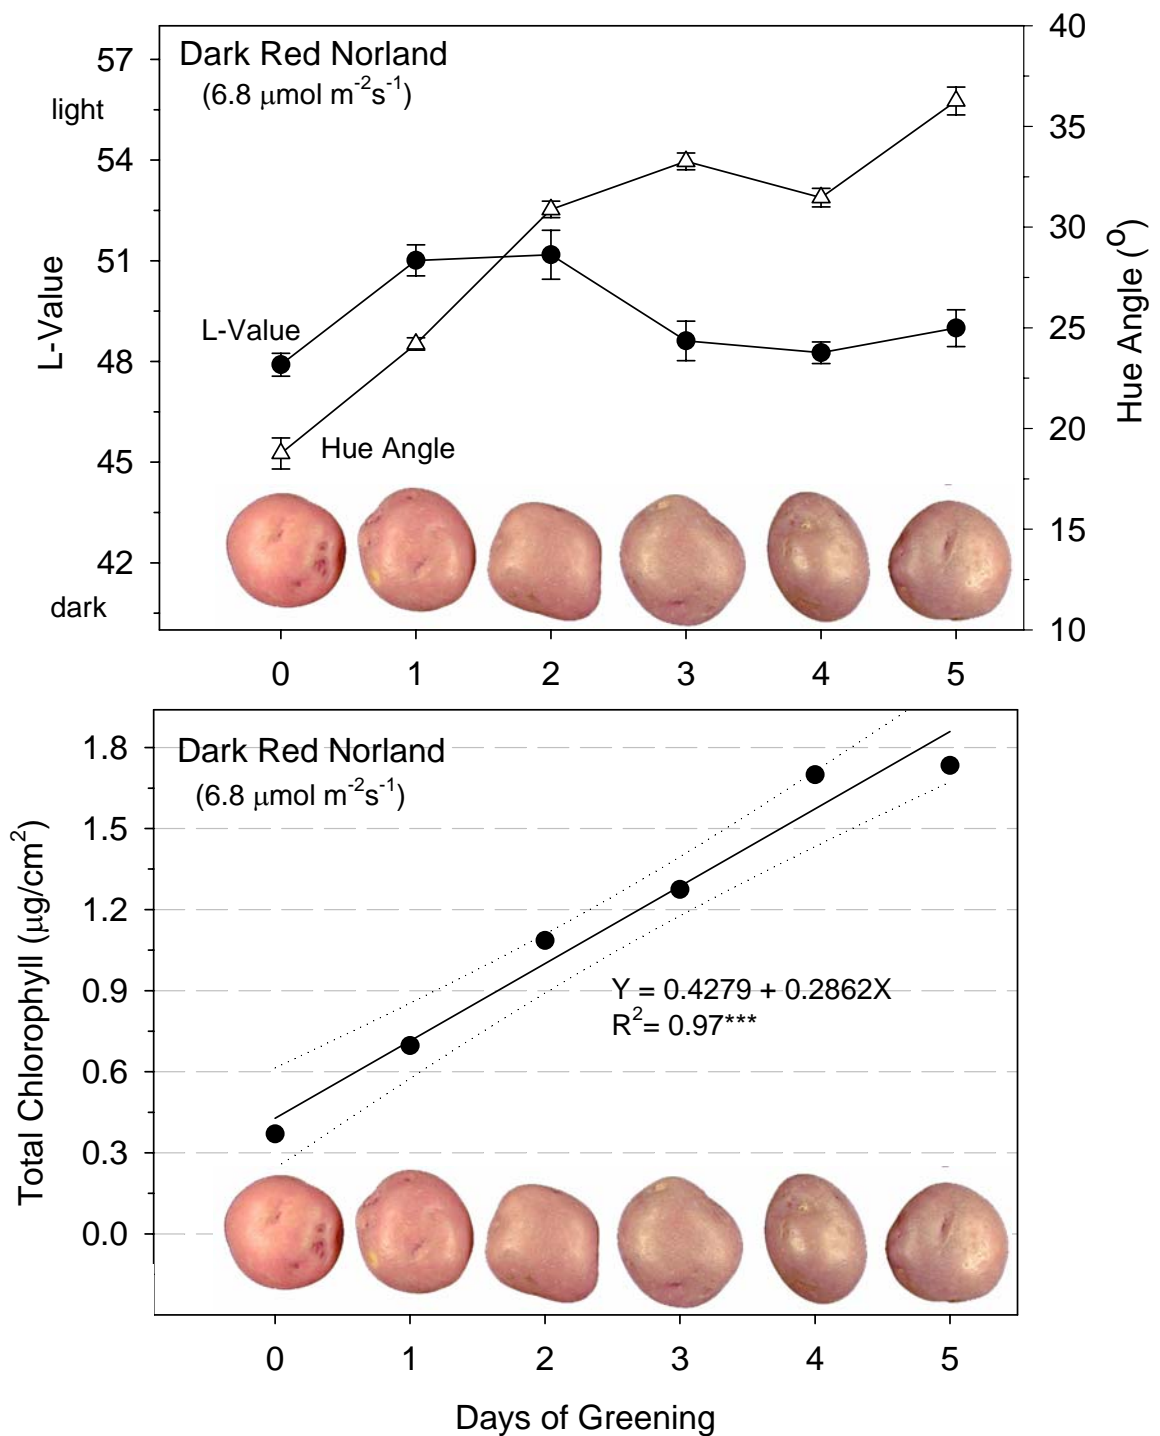 Dark Red Norland
(6.8 μmol m⁻²s⁻¹)
57
light
54
51
48
45
42
dark
L-Value
40
35
30
25
20
15
10
Hue Angle (°)
L-Value
Hue Angle
0 1 2 3 4 5
Dark Red Norland
(6.8 μmol m⁻²s⁻¹)
1.8
1.5
1.2
0.9
0.6
0.3
0.0
Total Chlorophyll (μg/cm²)
Y = 0.4279 + 0.2862X
R²= 0.97***
0 1 2 3 4 5
Days of Greening